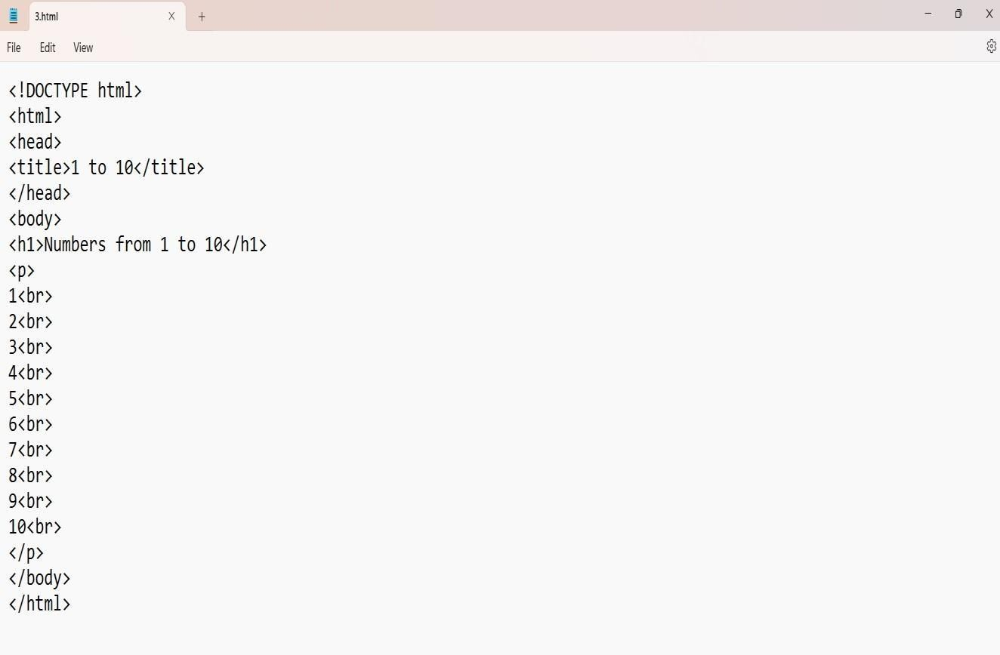 3.html X +
File Edit View
<!DOCTYPE html>
<html>
<head>
<title>1 to 10</title>
</head>
<body>
<h1>Numbers from 1 to 10</h1>
<p>
1<br>
2<br>
3<br>
4<br>
5<br>
6<br>
7<br>
8<br>
9<br>
10<br>
</p>
</body>
</html>